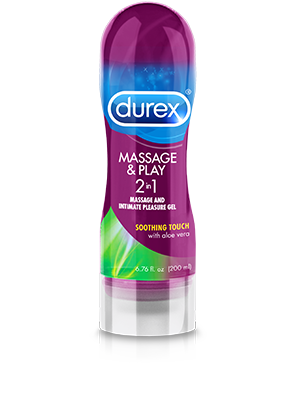 durex
MASSAGE
& PLAY
2 in 1
MASSAGE AND
INTIMATE PLEASURE GEL
SOOTHING TOUCH
with aloe vera
6.76 fl. oz (200 ml)